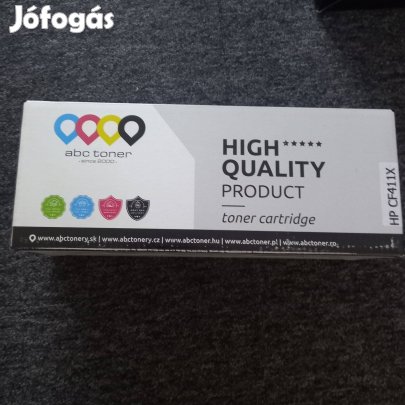 Jófogás
abc toner
since 2000
HIGH
QUALITY
PRODUCT
toner cartridge
HP CF411X
www.abctonery.sk | www.abctonery.cz | www.abctoner.hu | www.abctoner.pl | www.abctoner.ro